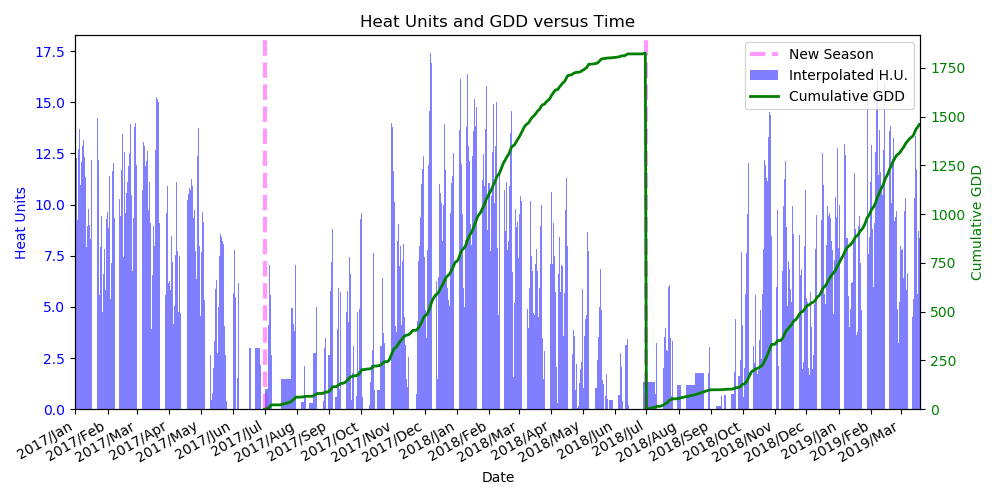 Heat Units and GDD versus Time
New Season
Interpolated H.U.
Cumulative GDD
17.5
15.0
12.5
10.0
7.5
5.0
2.5
0.0
Heat Units
1750
1500
1250
1000
750
500
250
0
Cumulative GDD
2017/Jan
2017/Feb
2017/Mar
2017/Apr
2017/May
2017/Jun
2017/Jul
2017/Aug
2017/Sep
2017/Oct
2017/Nov
2017/Dec
2018/Jan
2018/Feb
2018/Mar
2018/Apr
2018/May
2018/Jun
2018/Jul
2018/Aug
2018/Sep
2018/Oct
2018/Nov
2018/Dec
2019/Jan
2019/Feb
2019/Mar
Date